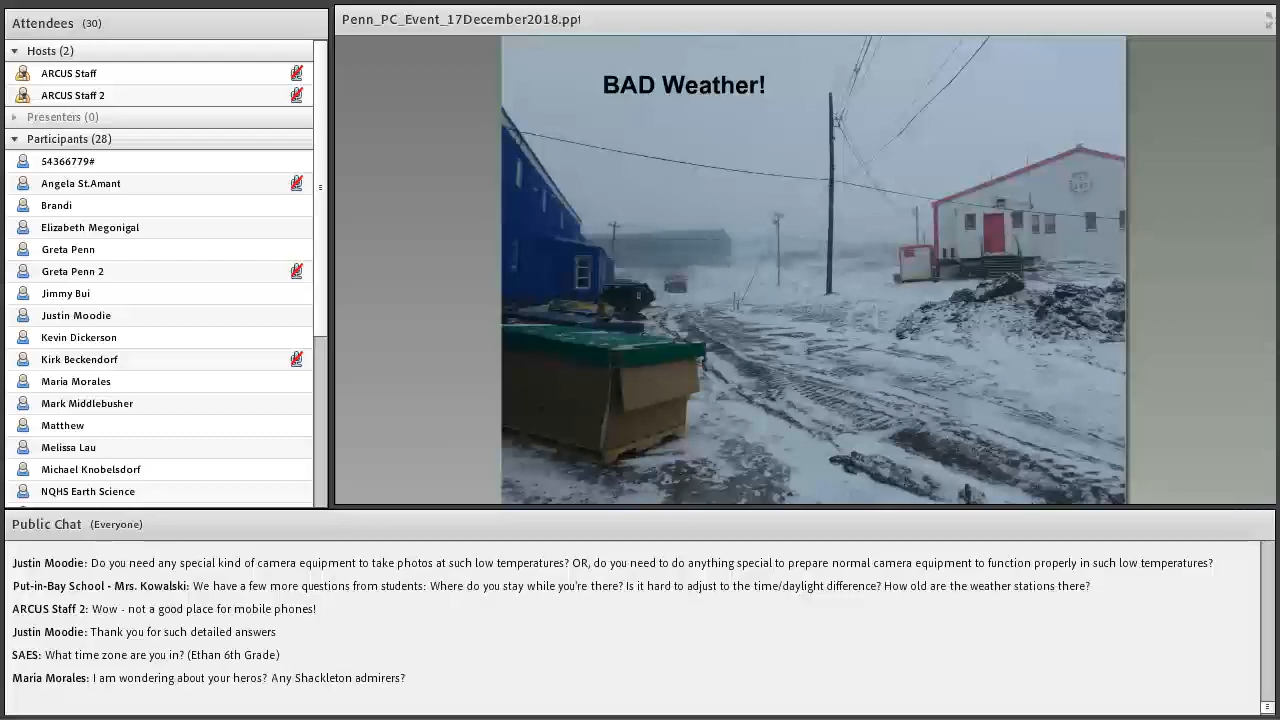 Attendees (30)
Hosts (2)
ARCUS Staff
ARCUS Staff 2
Presenters (0)
Participants (28)
54366779#
Angela St.Amant
Brandi
Elizabeth Megonigal
Greta Penn
Greta Penn 2
Jimmy Bui
Justin Moodie
Kevin Dickerson
Kirk Beckendorf
Maria Morales
Mark Middlebusher
Matthew
Melissa Lau
Michael Knobelsdorf
NQHS Earth Science
Penn_PC_Event_17December2018.ppt
BAD Weather!
Public Chat (Everyone)
Justin Moodie: Do you need any special kind of camera equipment to take photos at such low temperatures? OR, do you need to do anything special to prepare normal camera equipment to function properly in such low temperatures?
Put-in-Bay School - Mrs. Kowalski: We have a few more questions from students: Where do you stay while you're there? Is it hard to adjust to the time/daylight difference? How old are the weather stations there?
ARCUS Staff 2: Wow - not a good place for mobile phones!
Justin Moodie: Thank you for such detailed answers
SAES: What time zone are you in? (Ethan 6th Grade)
Maria Morales: I am wondering about your heros? Any Shackleton admirers?